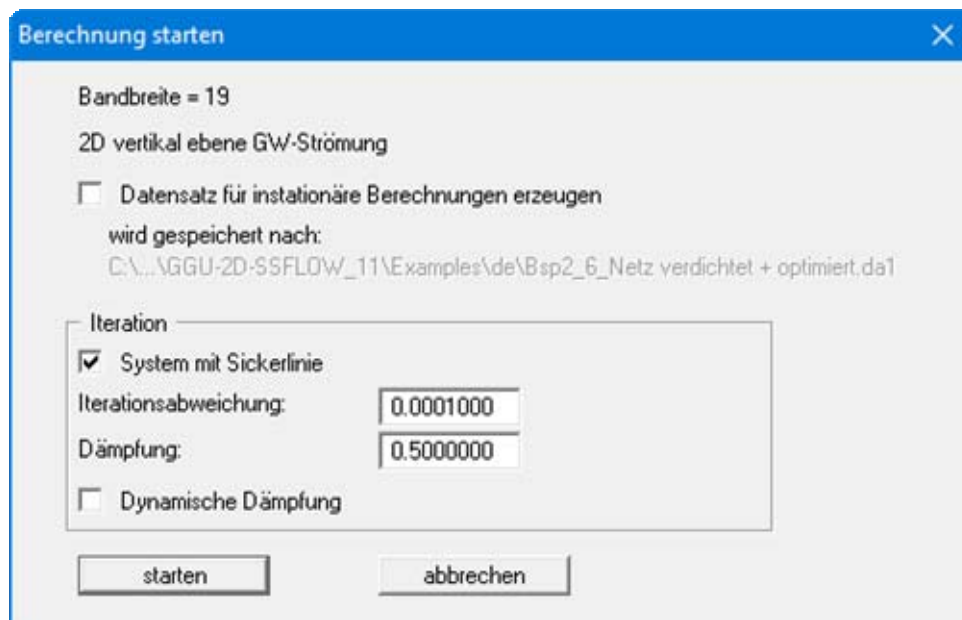 Berechnung starten
Bandbreite = 19
2D vertikal ebene GW-Strömung
Datensatz für instationäre Berechnungen erzeugen
wird gespeichert nach:
C:\...\GGU-2D-SSFLOW_11\Examples\de\Bsp2_6_Netz verdichtet + optimiert.da1
Iteration
System mit Sickerlinie
Iterationsabweichung: 0.0001000
Dämpfung: 0.5000000
Dynamische Dämpfung
starten abbrechen